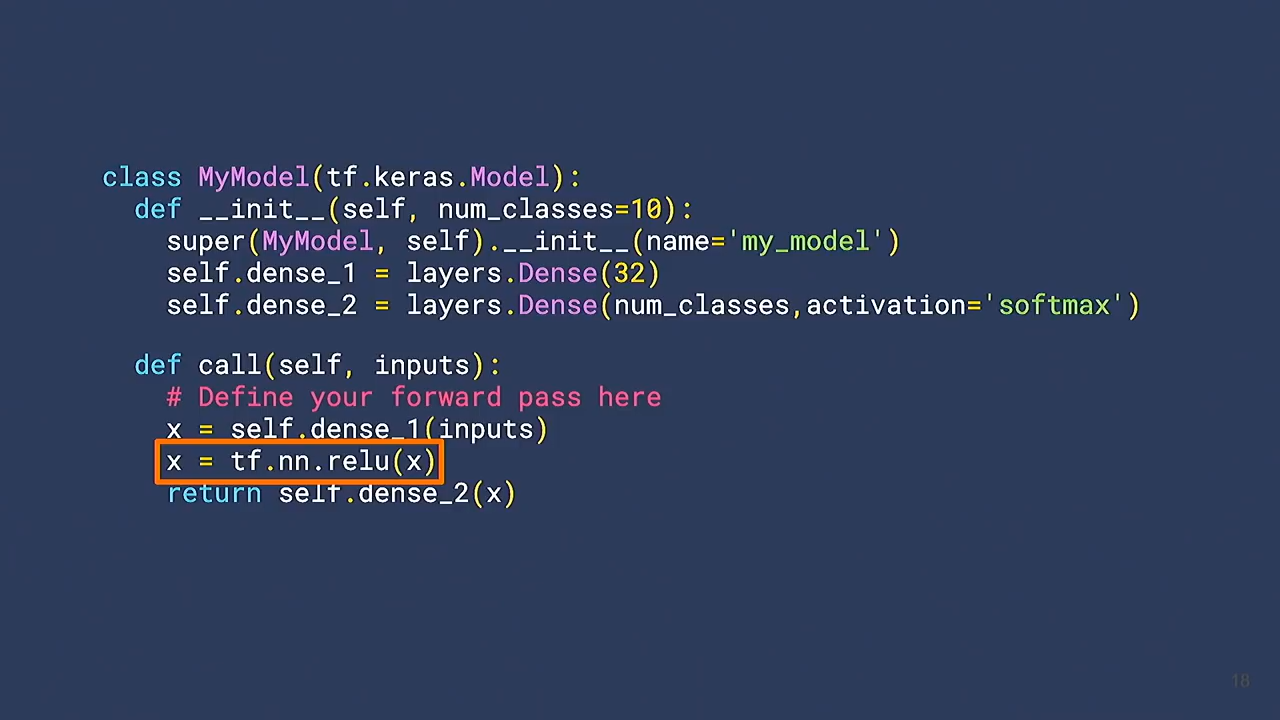 class MyModel(tf.keras.Model):
  def __init__(self, num_classes=10):
    super(MyModel, self).__init__(name='my_model')
    self.dense_1 = layers.Dense(32)
    self.dense_2 = layers.Dense(num_classes,activation='softmax')

  def call(self, inputs):
    # Define your forward pass here
    x = self.dense_1(inputs)
    x = tf.nn.relu(x)
    return self.dense_2(x)
18